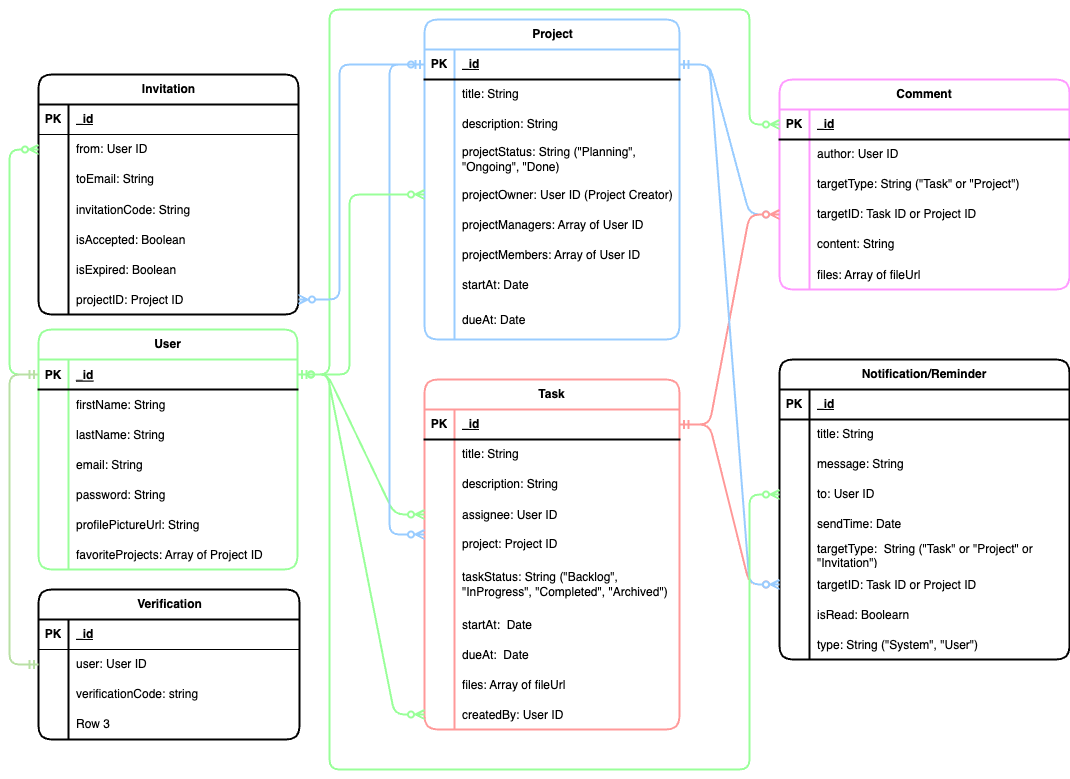 Project
PK _id
title: String
description: String
projectStatus: String ("Planning",
"Ongoing", "Done)
projectOwner: User ID (Project Creator)
projectManagers: Array of User ID
projectMembers: Array of User ID
startAt: Date
dueAt: Date
Invitation
PK _id
from: User ID
toEmail: String
invitationCode: String
isAccepted: Boolean
isExpired: Boolean
projectID: Project ID
Comment
PK _id
author: User ID
targetType: String ("Task" or "Project")
targetID: Task ID or Project ID
content: String
files: Array of fileUrl
User
PK _id
firstName: String
lastName: String
email: String
password: String
profilePictureUrl: String
favoriteProjects: Array of Project ID
Task
PK _id
title: String
description: String
assignee: User ID
project: Project ID
taskStatus: String ("Backlog",
"InProgress", "Completed", "Archived")
startAt:  Date
dueAt:  Date
files: Array of fileUrl
createdBy: User ID
Notification/Reminder
PK _id
title: String
message: String
to: User ID
sendTime: Date
targetType:  String ("Task" or "Project" or
"Invitation")
targetID: Task ID or Project ID
isRead: Boolearn
type: String ("System", "User")
Verification
PK _id
user: User ID
verificationCode: string
Row 3